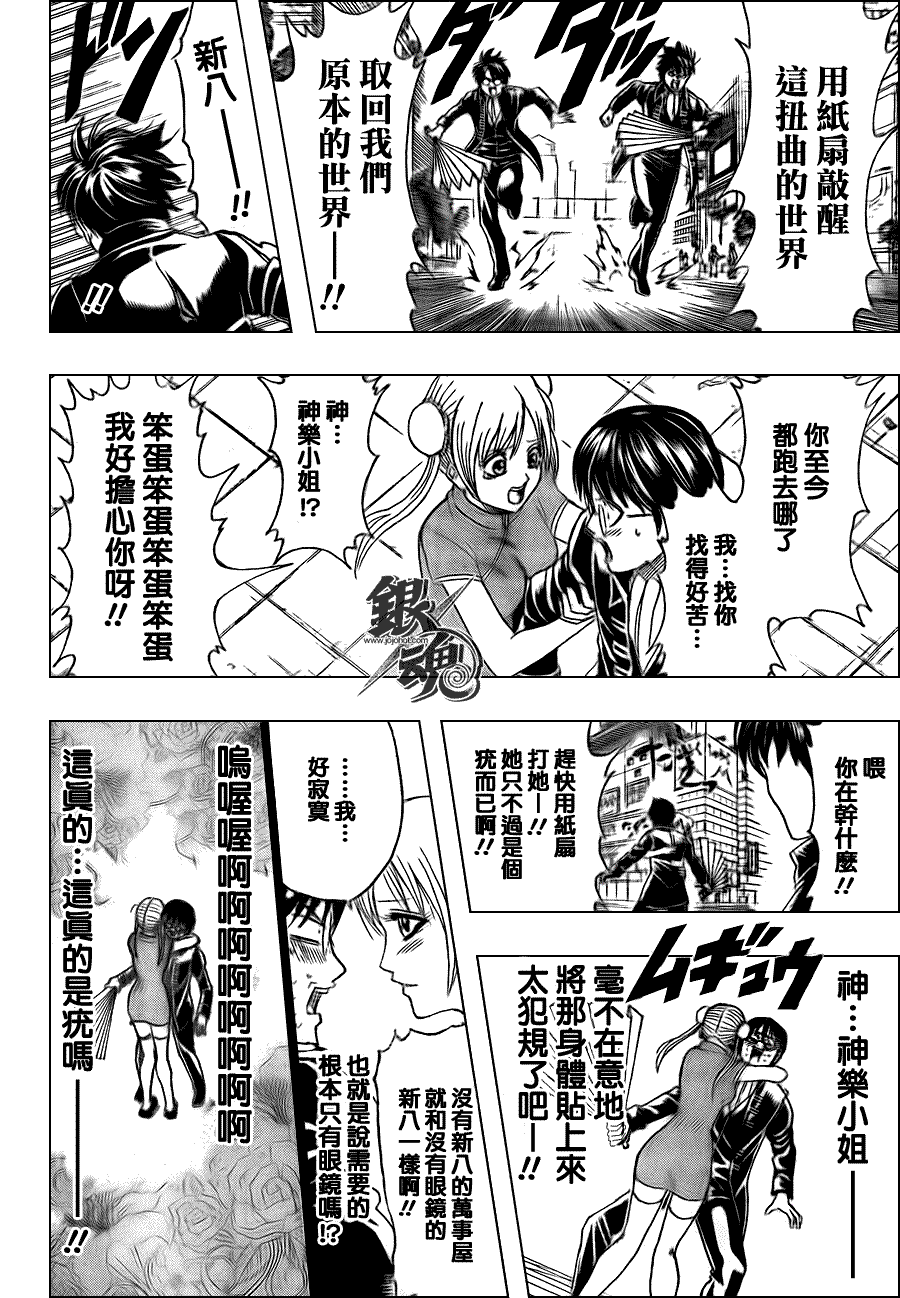 用紙扇敲醒
這扭曲的世界
ダダダッ
取回我們
原本的世界——!!
新八——!!
ドン
!!
你至今
都跑去哪了
我…找你
找得好苦…
神…
神樂小姐!?
笨蛋笨蛋笨蛋笨蛋
我好擔心你呀!!
銀魂
www.jojohot.com
喂
你在幹什麼!!
趕快用紙扇
打她—!!
她只不過是個
疣而已啊!!
神…神樂小姐——
ムギュウ
毫不在意地
將那身體貼上來
太犯規了吧—!!
………我…
好寂寞
沒有新八的萬事屋
就和沒有眼鏡的
新八一樣啊!!
也就是說需要的
根本只有眼鏡嗎!?
嗚喔喔啊啊啊啊啊啊啊啊
這真的…這真的是疣嗎——!!